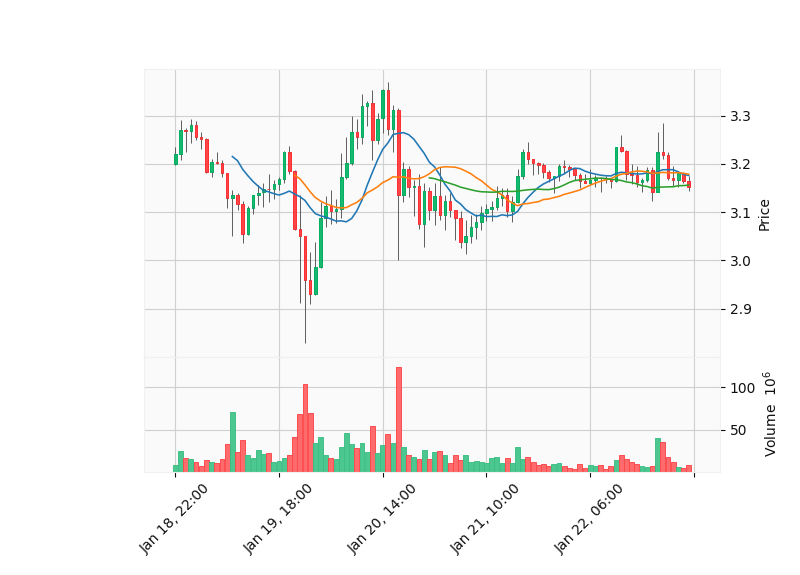 3.3
3.2
3.1
3.0
2.9
Price
100
50
Volume 10^6
Jan 18, 22:00
Jan 19, 18:00
Jan 20, 14:00
Jan 21, 10:00
Jan 22, 06:00